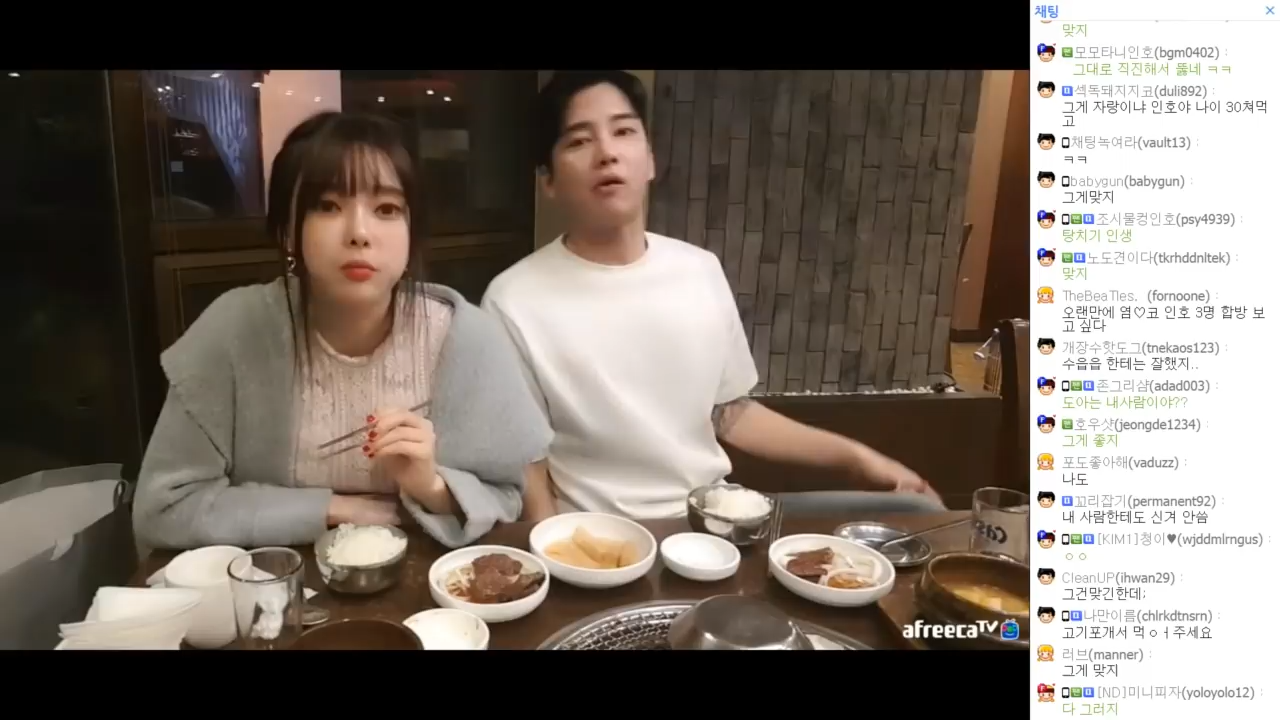 채팅
맞지
모모타니인호(bgm0402) :
그대로 직진해서 뚫네 ㅋㅋ
섹독돼지지코(duli892) :
그게 자랑이냐 인호야 나이 30쳐먹
고
채팅녹여라(vault13) :
ㅋㅋ
babygun(babygun) :
그게맞지
조시물컹인호(psy4939) :
탕치기 인생
노도견이다(tkrhddnltek) :
맞지
TheBeaTles. (fornoone) :
오랜만에 염♡코 인호 3명 합방 보
고 싶다
개장수핫도그(tnekaos123) :
수읍읍 한테는 잘했지..
존그리샴(adad003) :
도아는 내사람이야??
호우샷(jeongde1234) :
그게 좋지
포도좋아해(vaduzz) :
나도
꼬리잡기(permanent92) :
내 사람한테도 신겨 안씀
[KIM1]청이♥(wjddmlrngus) :
ㅇㅇ
CleanUP(ihwan29) :
그건맞긴한데;
나만이름(chlrkdtnsrn) :
고기포개서 먹ㅇㅓ주세요
러브(manner) :
그게 맞지
[ND]미니피자(yoloyolo12) :
다 그러지
afreecaTV